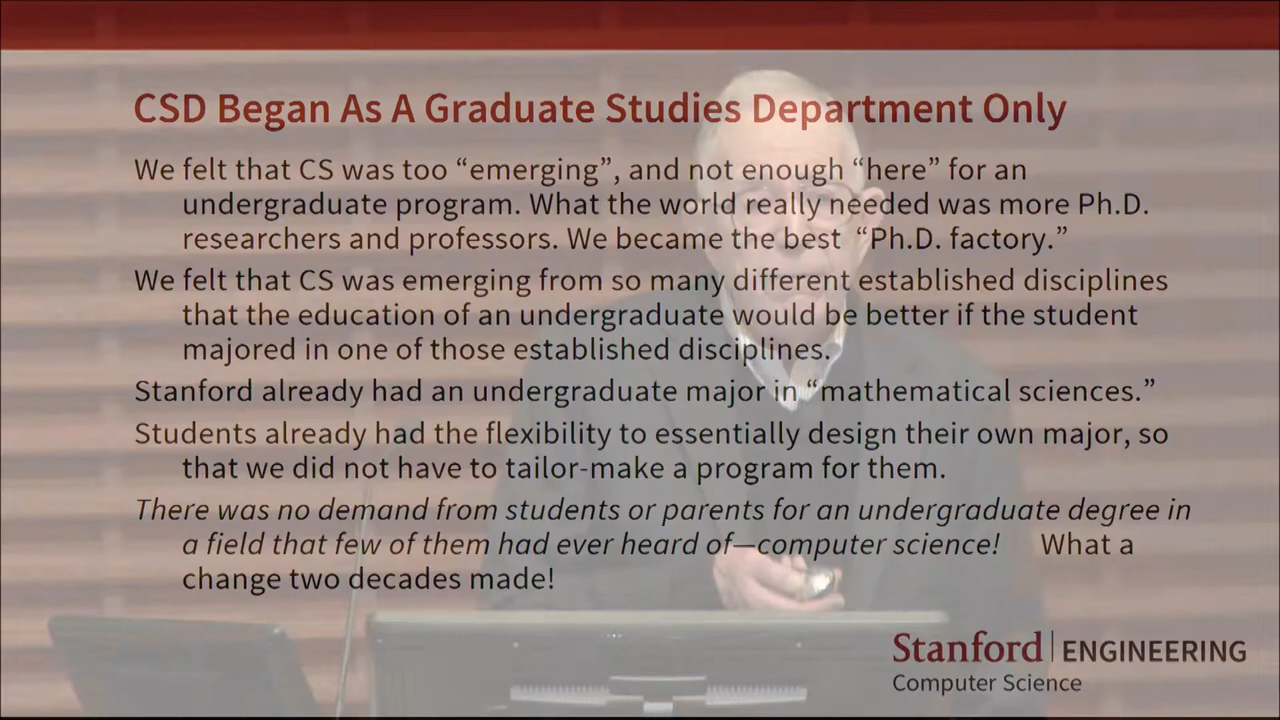 CSD Began As A Graduate Studies Department Only
We felt that CS was too “emerging”, and not enough “here” for an
undergraduate program. What the world really needed was more Ph.D.
researchers and professors. We became the best “Ph.D. factory.”
We felt that CS was emerging from so many different established disciplines
that the education of an undergraduate would be better if the student
majored in one of those established disciplines.
Stanford already had an undergraduate major in “mathematical sciences.”
Students already had the flexibility to essentially design their own major, so
that we did not have to tailor-make a program for them.
There was no demand from students or parents for an undergraduate degree in
a field that few of them had ever heard of—computer science! What a
change two decades made!
Stanford | ENGINEERING
Computer Science